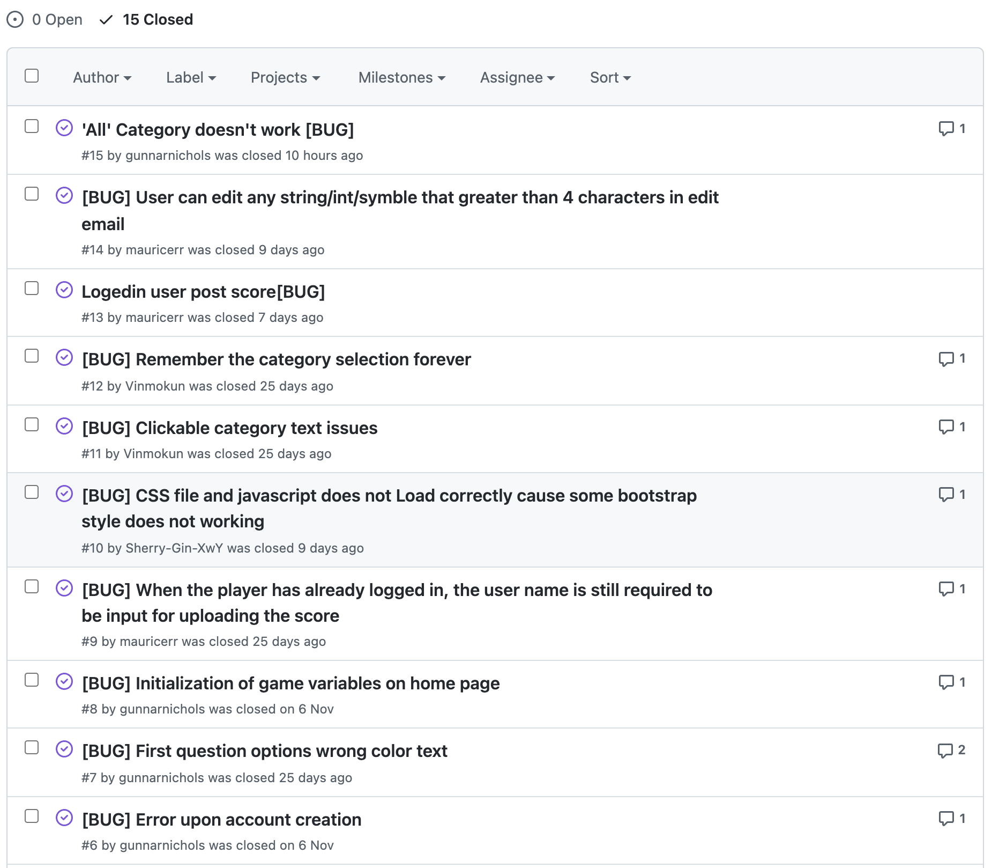 0 Open 15 Closed
Author Label Projects Milestones Assignee Sort
'All' Category doesn't work [BUG] 1
#15 by gunnarnichols was closed 10 hours ago
[BUG] User can edit any string/int/symble that greater than 4 characters in edit
email
#14 by mauricerr was closed 9 days ago
Logedin user post score[BUG]
#13 by mauricerr was closed 7 days ago
[BUG] Remember the category selection forever 1
#12 by Vinmokun was closed 25 days ago
[BUG] Clickable category text issues 1
#11 by Vinmokun was closed 25 days ago
[BUG] CSS file and javascript does not Load correctly cause some bootstrap 1
style does not working
#10 by Sherry-Gin-XwY was closed 9 days ago
[BUG] When the player has already logged in, the user name is still required to 1
be input for uploading the score
#9 by mauricerr was closed 25 days ago
[BUG] Initialization of game variables on home page 1
#8 by gunnarnichols was closed on 6 Nov
[BUG] First question options wrong color text 2
#7 by gunnarnichols was closed 25 days ago
[BUG] Error upon account creation 1
#6 by gunnarnichols was closed on 6 Nov